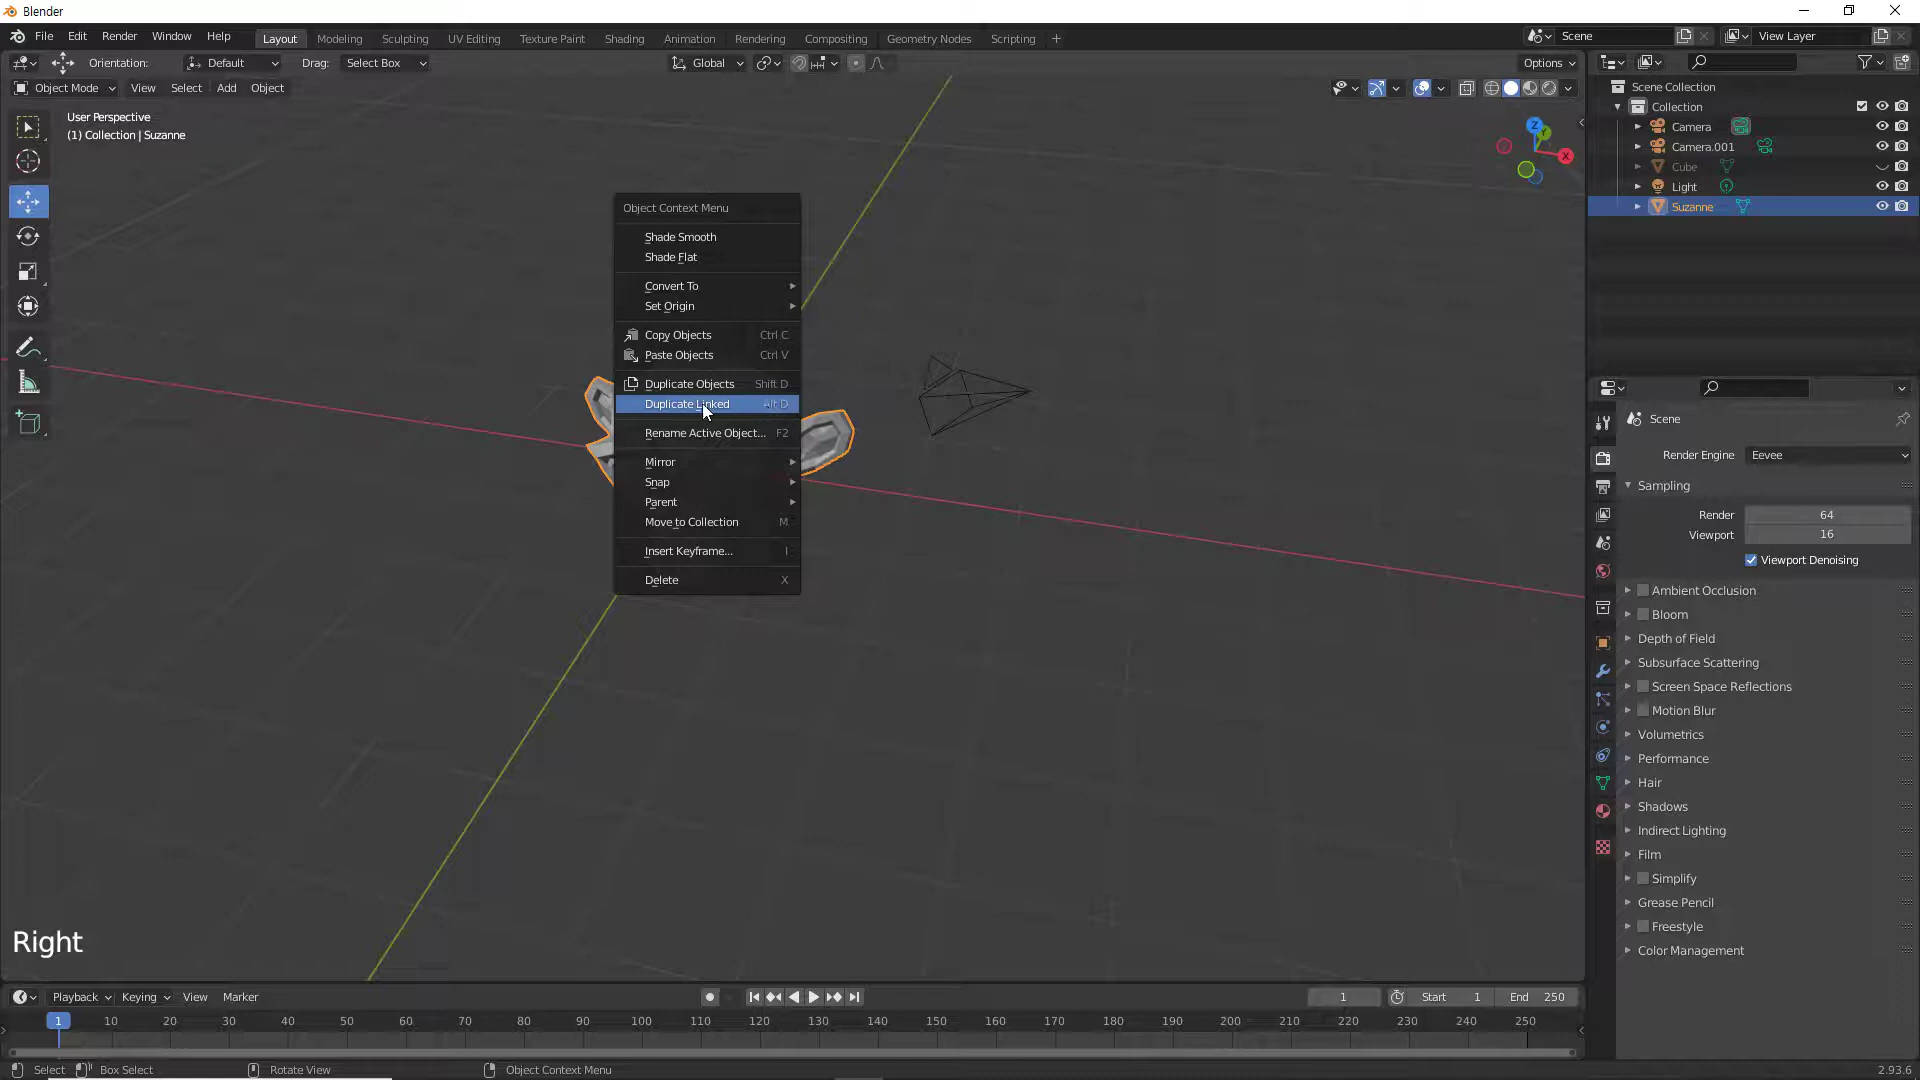 Blender
File Edit Render Window Help Layout Modeling Sculpting UV Editing Texture Paint Shading Animation Rendering Compositing Geometry Nodes Scripting + Scene View Layer
Orientation: Default Drag: Select Box Global Options
Object Mode View Select Add Object
User Perspective
(1) Collection | Suzanne
Z
Y
X
Object Context Menu
Shade Smooth
Shade Flat
Convert To
Set Origin
Copy Objects Ctrl C
Paste Objects Ctrl V
Duplicate Objects Shift D
Duplicate Linked Alt D
Rename Active Object... F2
Mirror
Snap
Parent
Move to Collection M
Insert Keyframe... I
Delete X
Right
Scene Collection
Collection
Camera
Camera.001
Cube
Light
Suzanne
Scene
Render Engine Eevee
Sampling
Render 64
Viewport 16
Viewport Denoising
Ambient Occlusion
Bloom
Depth of Field
Subsurface Scattering
Screen Space Reflections
Motion Blur
Volumetrics
Performance
Hair
Shadows
Indirect Lighting
Film
Simplify
Grease Pencil
Freestyle
Color Management
Playback Keying View Marker 1 Start 1 End 250
1 10 20 30 40 50 60 70 80 90 100 110 120 130 140 150 160 170 180 190 200 210 220 230 240 250
Select Box Select Rotate View Object Context Menu 2.93.6